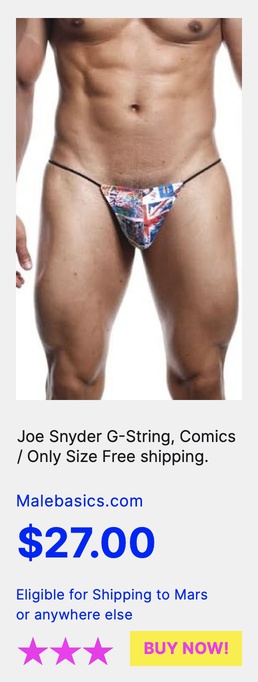 Joe Snyder G-String, Comics
/ Only Size Free shipping.
Malebasics.com
$27.00
Eligible for Shipping to Mars
or anywhere else
BUY NOW!